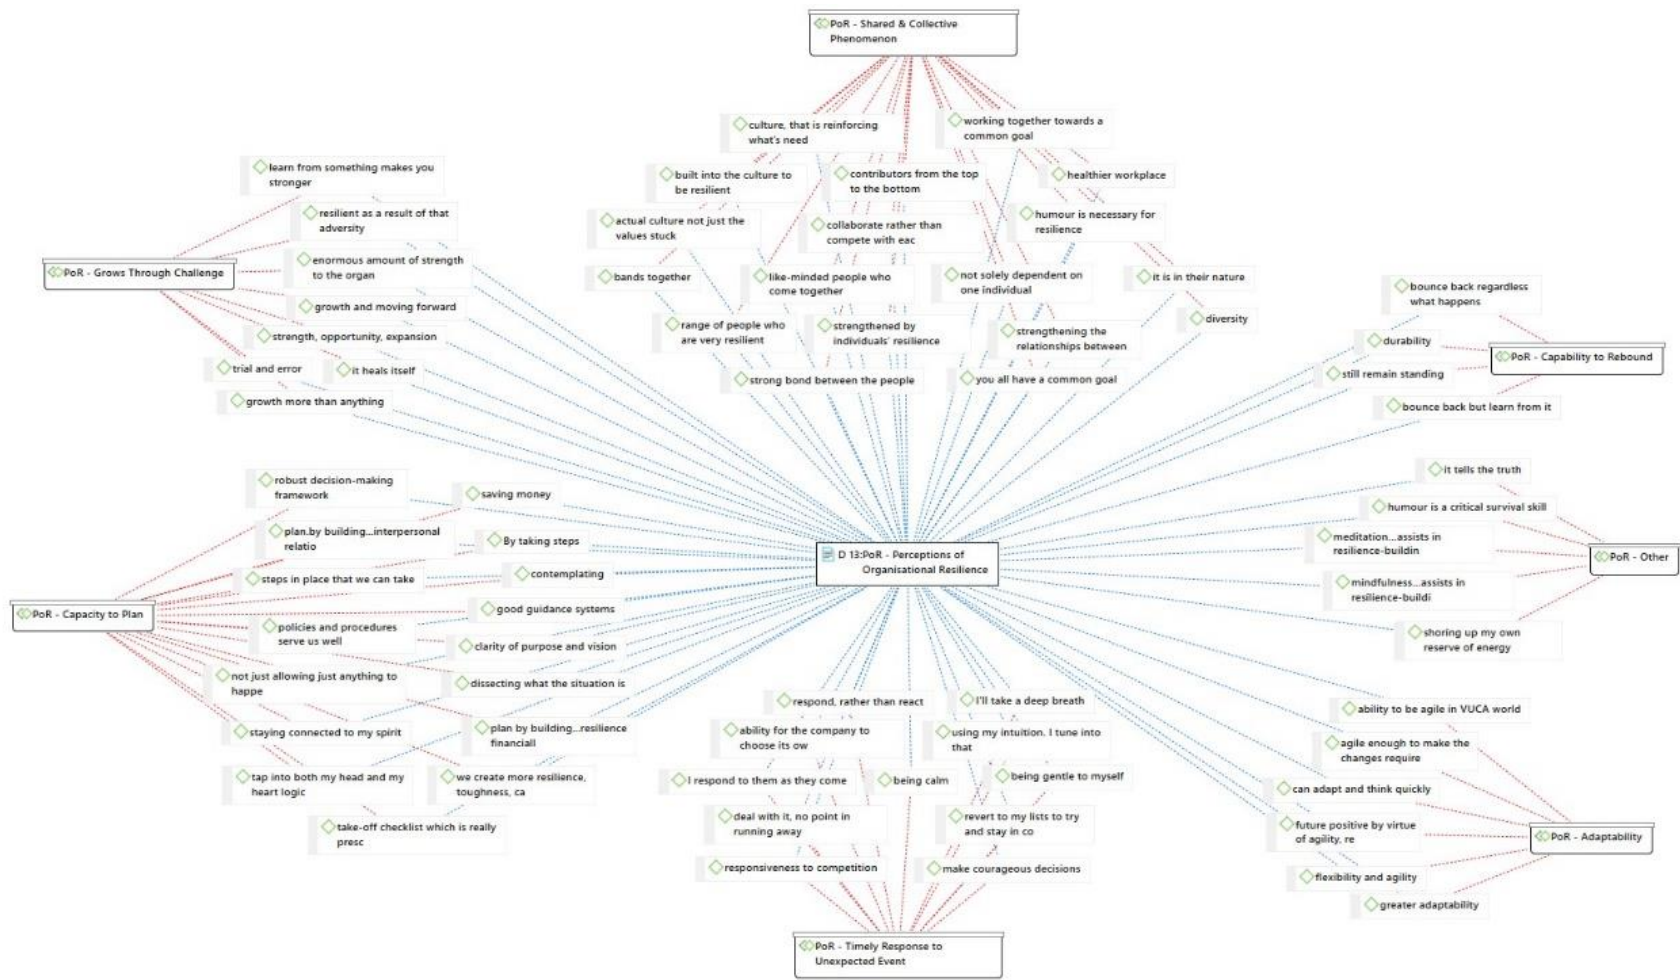 PoR - Shared & Collective
Phenomenon
culture, that is reinforcing
what's need
working together towards a
common goal
built into the culture to
be resilient
contributors from the top
to the bottom
healthier workplace
actual culture not just the
values stuck
collaborate rather than
compete with eac
humour is necessary for
resilience
bands together
like-minded people who
come together
not solely dependent on
one individual
it is in their nature
range of people who
are very resilient
strengthened by
individuals' resilience
strengthening the
relationships between
diversity
strong bond between the people
you all have a common goal
learn from something makes you
stronger
resilient as a result of that
adversity
enormous amount of strength
to the organ
PoR - Grows Through Challenge
growth and moving forward
strength, opportunity, expansion
trial and error
it heals itself
growth more than anything
bounce back regardless
what happens
durability
PoR - Capability to Rebound
still remain standing
bounce back but learn from it
robust decision-making
framework
saving money
plan.by building...interpersonal
relatio
By taking steps
steps in place that we can take
contemplating
PoR - Capacity to Plan
good guidance systems
policies and procedures
serve us well
clarity of purpose and vision
not just allowing just anything to
happe
dissecting what the situation is
staying connected to my spirit
plan by building...resilience
financiall
tap into both my head and my
heart logic
we create more resilience,
toughness, ca
take-off checklist which is really
presc
D 13:PoR - Perceptions of
Organisational Resilience
it tells the truth
humour is a critical survival skill
meditation...assists in
resilience-buildin
PoR - Other
mindfulness...assists in
resilience-buildi
shoring up my own
reserve of energy
respond, rather than react
I'll take a deep breath
ability for the company to
choose its ow
using my intuition. I tune into
that
I respond to them as they come
being calm
being gentle to myself
deal with it, no point in
running away
revert to my lists to try
and stay in co
responsiveness to competition
make courageous decisions
PoR - Timely Response to
Unexpected Event
ability to be agile in VUCA world
agile enough to make the
changes require
can adapt and think quickly
future positive by virtue
of agility, re
PoR - Adaptability
flexibility and agility
greater adaptability